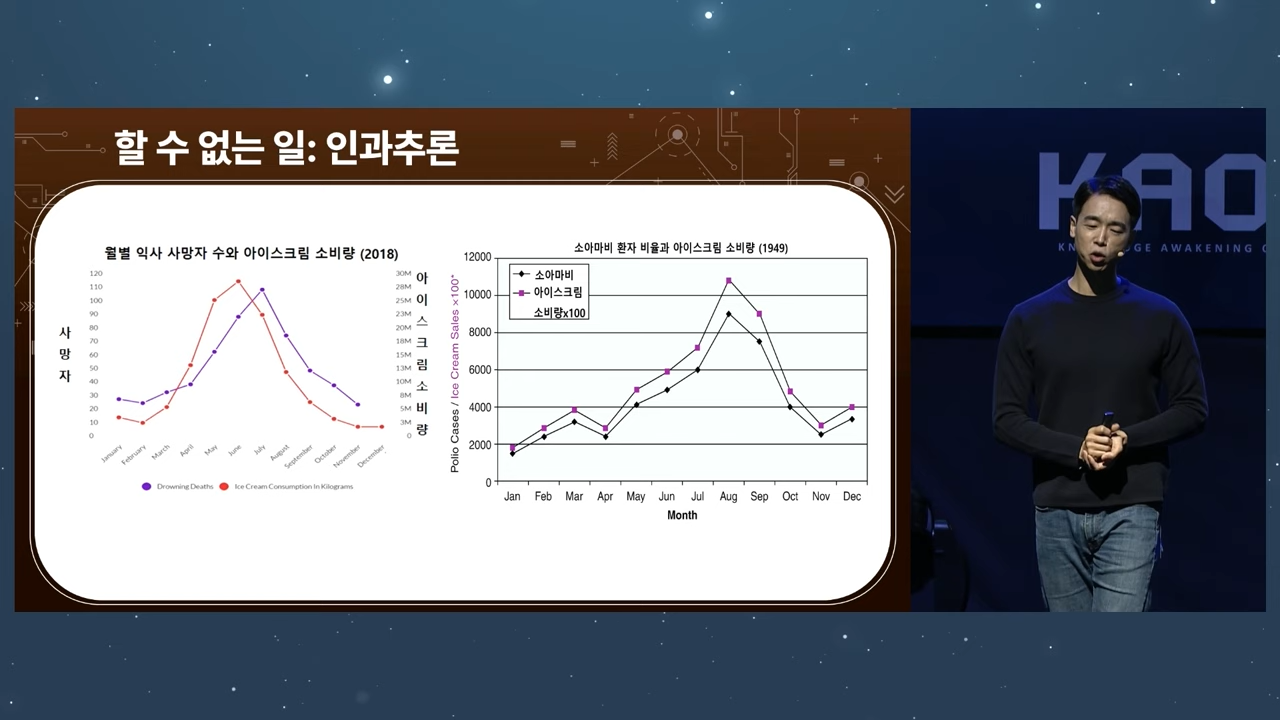 할 수 없는 일: 인과추론
월별 익사 사망자 수와 아이스크림 소비량 (2018)
120
110
100
90
80
70
60
50
40
30
20
10
0
사망자
30M
28M
25M
23M
20M
18M
15M
13M
10M
8M
5M
3M
0
아이스크림소비량
January
February
March
April
May
June
July
August
September
October
November
December
Drowning Deaths
Ice Cream Consumption In Kilograms
소아마비 환자 비율과 아이스크림 소비량 (1949)
Polio Cases / Ice Cream Sales ×100*
12000
10000
8000
6000
4000
2000
0
소아마비
아이스크림
소비량x100
Jan Feb Mar Apr May Jun Jul Aug Sep Oct Nov Dec
Month
KAO
AWAKENING